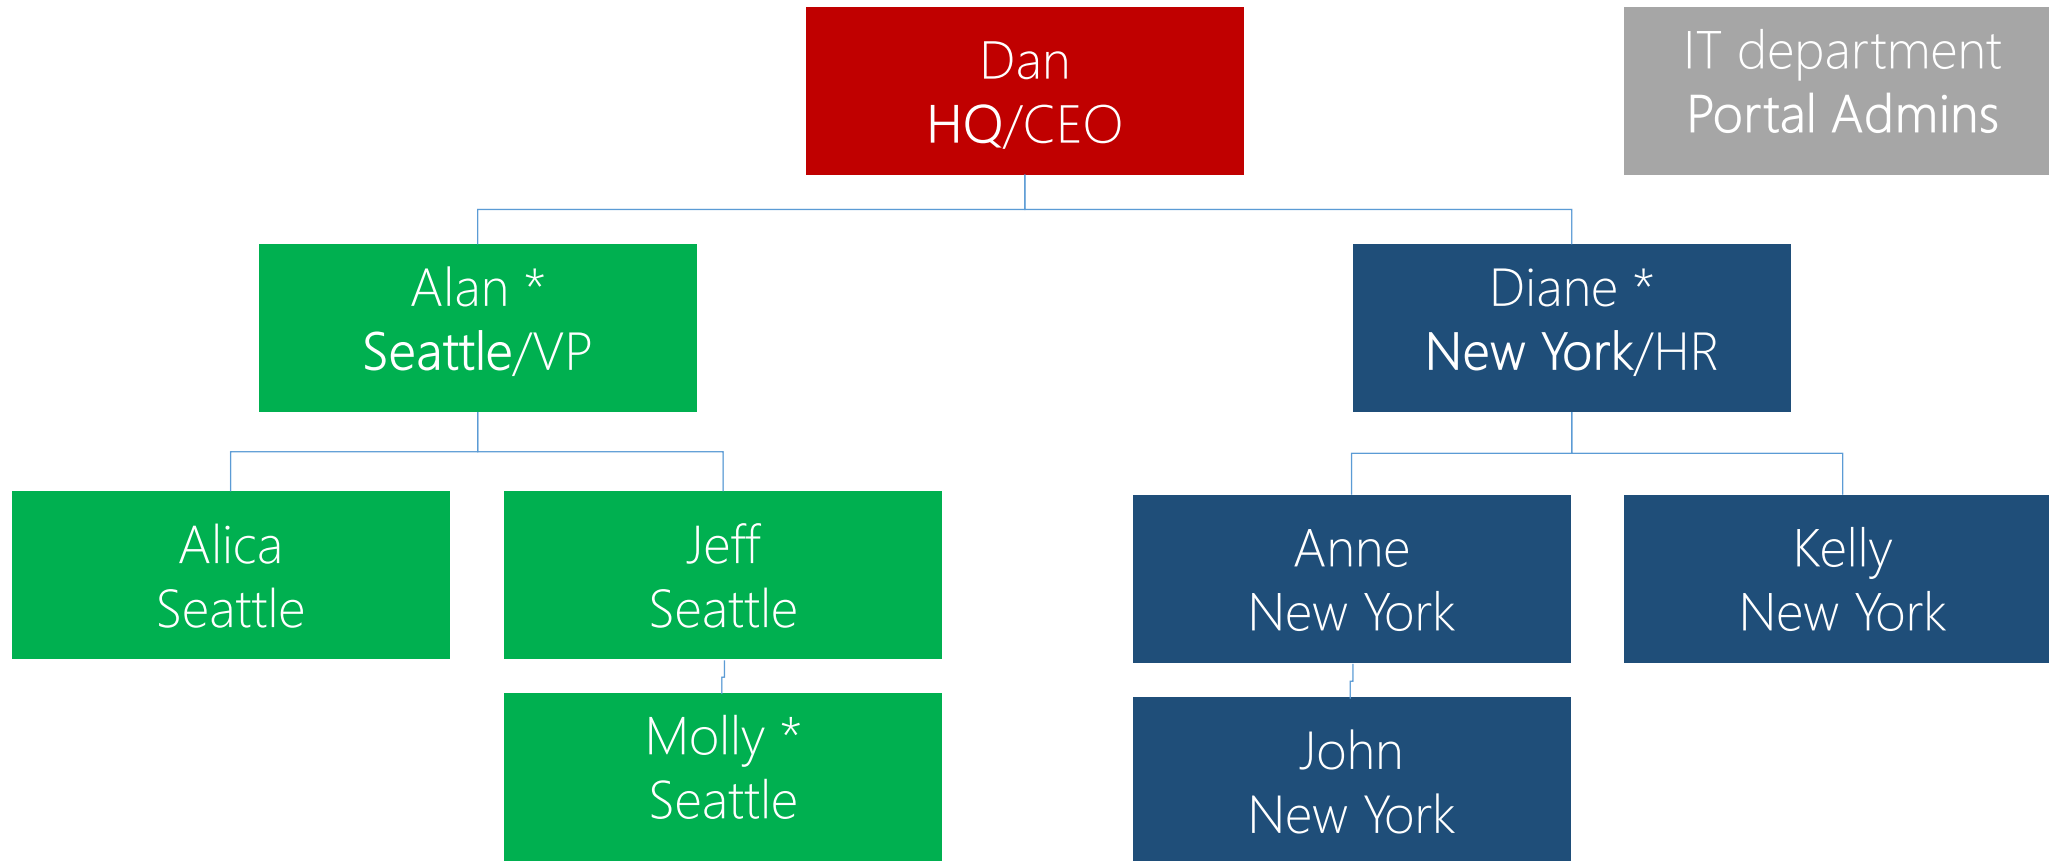 Dan
HQ/CEO
IT department
Portal Admins
Alan *
Seattle/VP
Diane *
New York/HR
Alica
Seattle
Jeff
Seattle
Anne
New York
Kelly
New York
Molly *
Seattle
John
New York